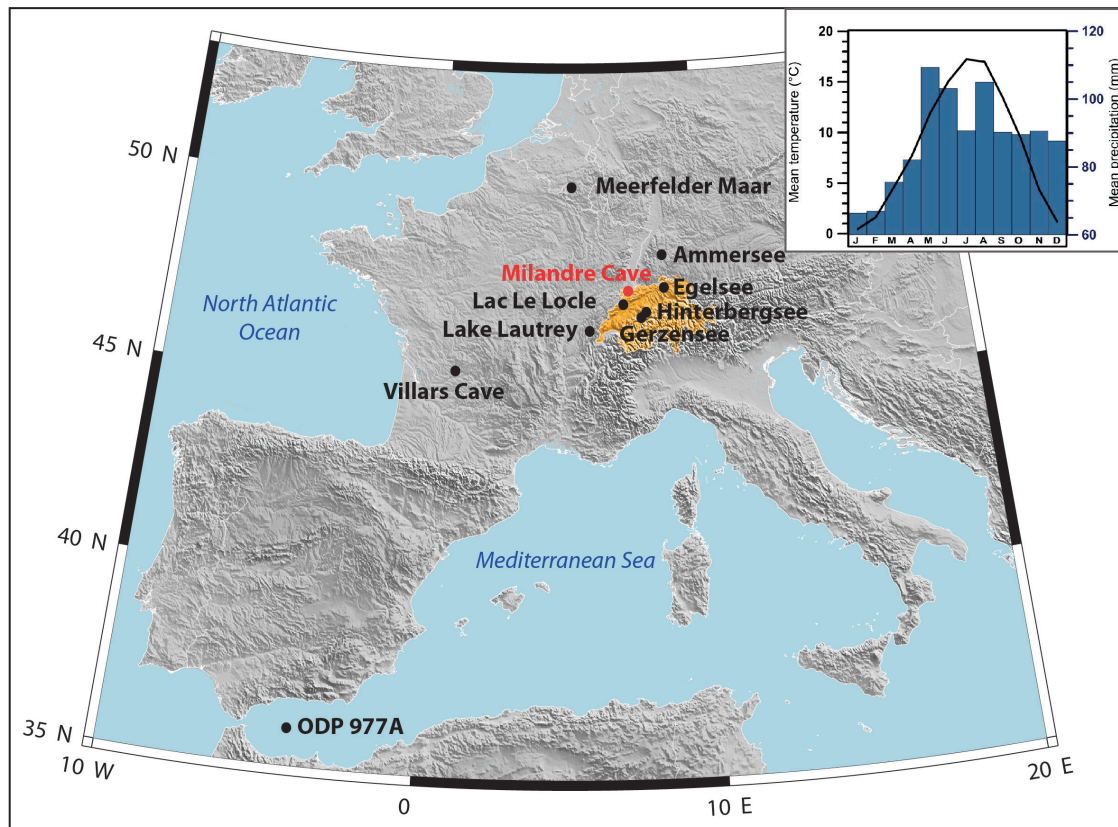 20
15
10
5
0
Mean temperature (°C)
120
100
80
60
Mean precipitation (mm)
J F M A M J J A S O N D
50 N
45 N
40 N
35 N
10 W
0
10 E
20 E
Meerfelder Maar
Ammersee
Milandre Cave
Egelsee
Lac Le Locle
Hinterbergsee
Lake Lautrey
Gerzensee
Villars Cave
North Atlantic
Ocean
Mediterranean Sea
ODP 977A